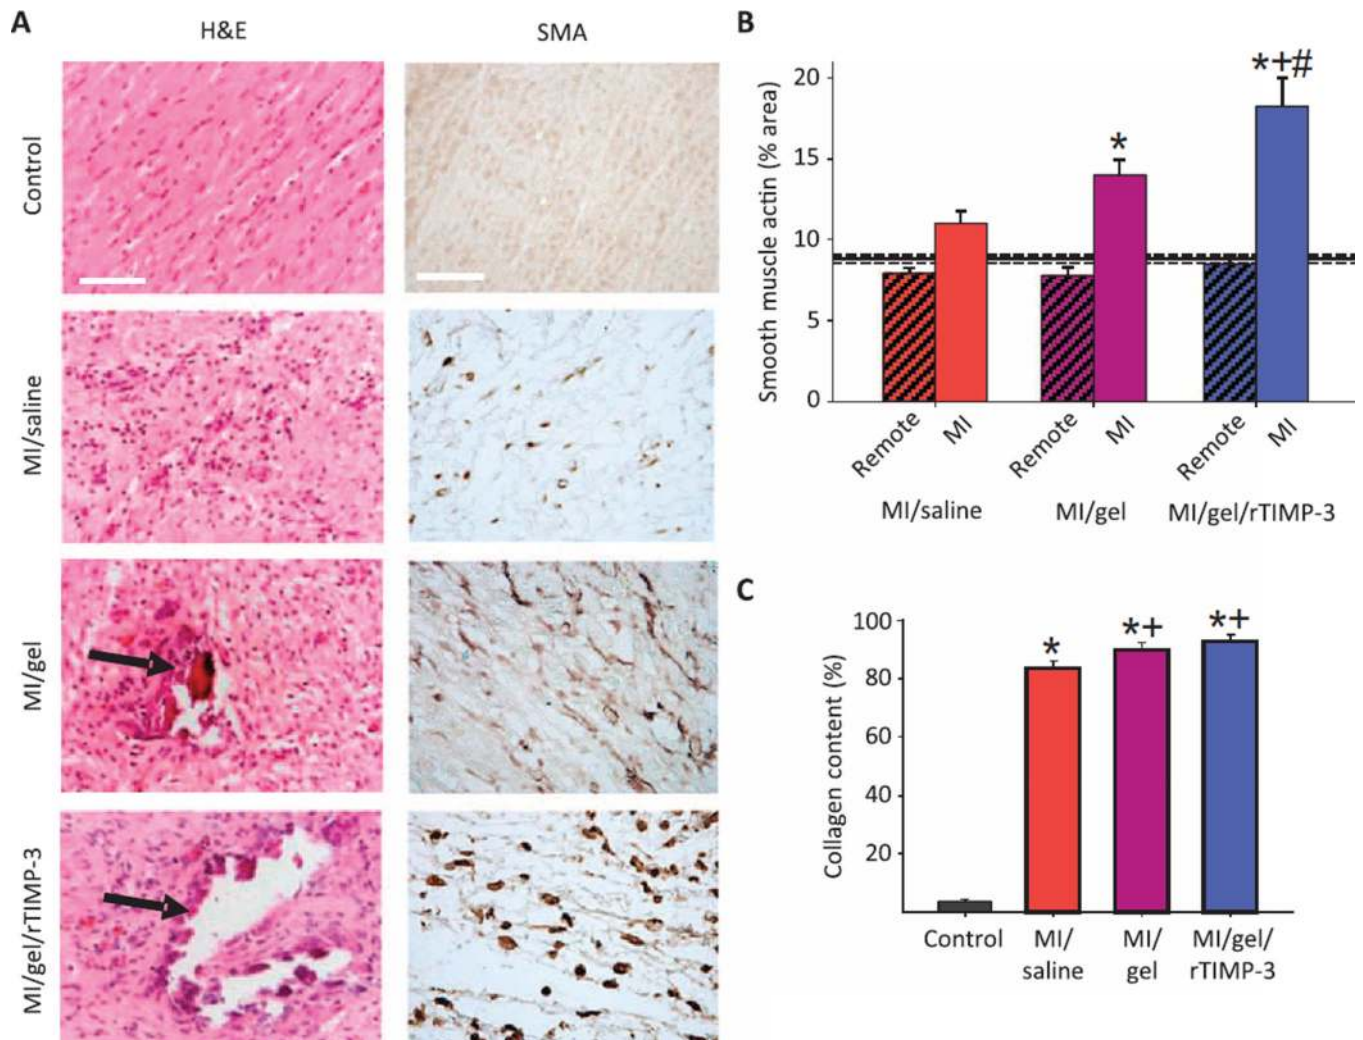 A
H&E
SMA
Control
MI/saline
MI/gel
MI/gel/rTIMP-3
B
Smooth muscle actin (% area)
20
15
10
5
0
*
*+#
Remote
MI
Remote
MI
Remote
MI
MI/saline
MI/gel
MI/gel/rTIMP-3
C
Collagen content (%)
100
80
60
40
20
*
*+
*+
Control
MI/
saline
MI/
gel
MI/gel/
rTIMP-3